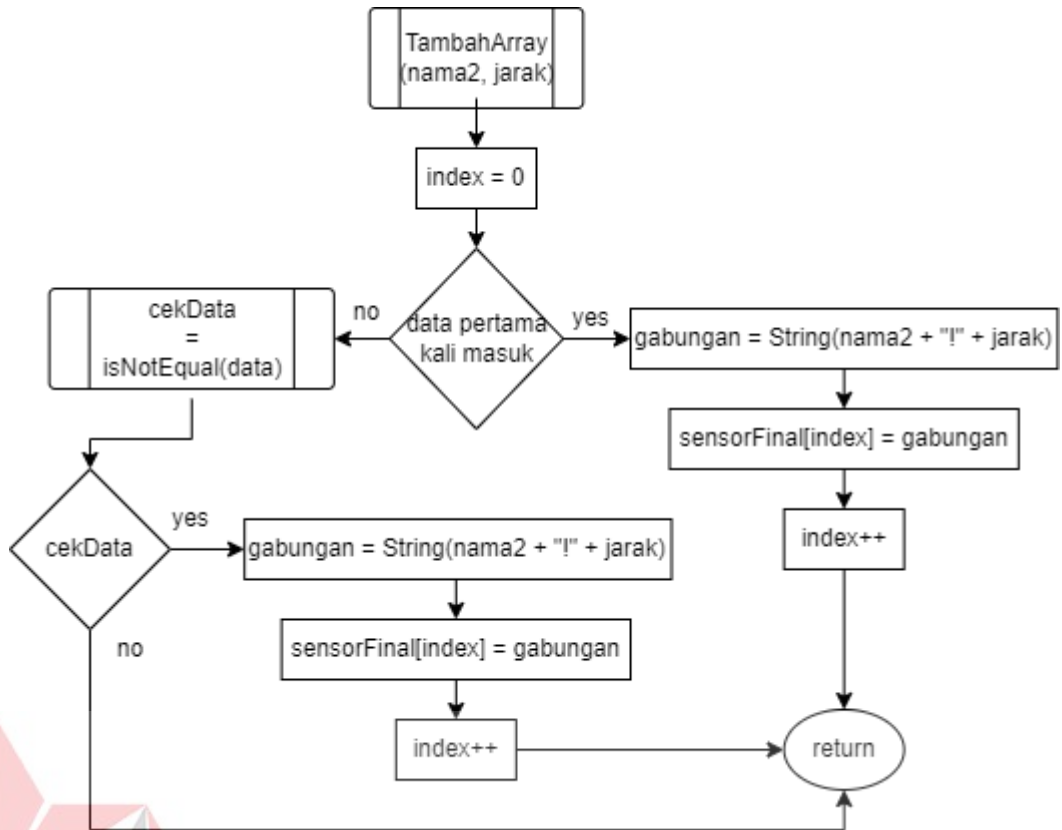 TambahArray
(nama2, jarak)
index = 0
data pertama
kali masuk
no
yes
cekData
=
isNotEqual(data)
gabungan = String(nama2 + "!" + jarak)
sensorFinal[index] = gabungan
index++
cekData
yes
no
gabungan = String(nama2 + "!" + jarak)
sensorFinal[index] = gabungan
index++
return